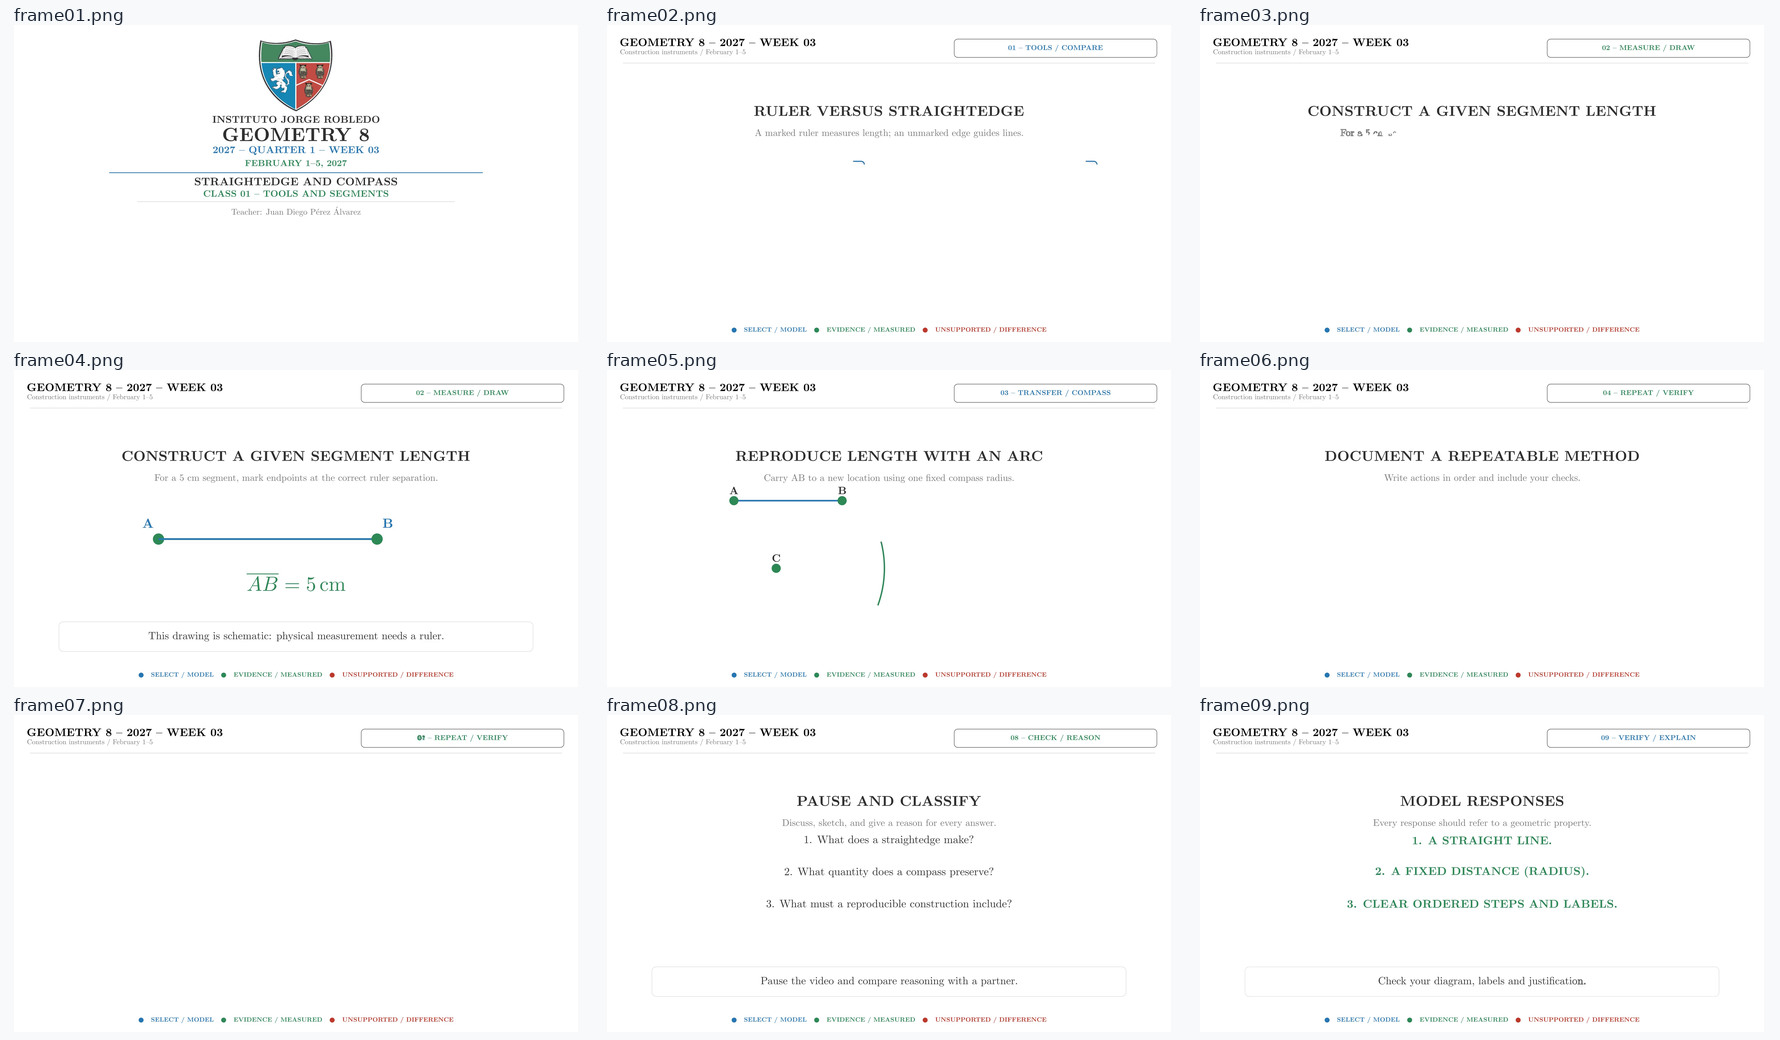 frame01.png
INSTITUTO JORGE ROBLEDO
GEOMETRY 8
2027 – QUARTER 1 – WEEK 03
FEBRUARY 1–5, 2027
STRAIGHTEDGE AND COMPASS
CLASS 01 – TOOLS AND SEGMENTS
Teacher: Juan Diego Pérez Álvarez
frame02.png
GEOMETRY 8 – 2027 – WEEK 03
Construction instruments / February 1–5
01 – TOOLS / COMPARE
RULER VERSUS STRAIGHTEDGE
A marked ruler measures length; an unmarked edge guides lines.
SELECT / MODEL EVIDENCE / MEASURED UNSUPPORTED / DIFFERENCE
frame03.png
GEOMETRY 8 – 2027 – WEEK 03
Construction instruments / February 1–5
02 – MEASURE / DRAW
CONSTRUCT A GIVEN SEGMENT LENGTH
For a 5
SELECT / MODEL EVIDENCE / MEASURED UNSUPPORTED / DIFFERENCE
frame04.png
GEOMETRY 8 – 2027 – WEEK 03
Construction instruments / February 1–5
02 – MEASURE / DRAW
CONSTRUCT A GIVEN SEGMENT LENGTH
For a 5 cm segment, mark endpoints at the correct ruler separation.
A B
AB = 5 cm
This drawing is schematic: physical measurement needs a ruler.
SELECT / MODEL EVIDENCE / MEASURED UNSUPPORTED / DIFFERENCE
frame05.png
GEOMETRY 8 – 2027 – WEEK 03
Construction instruments / February 1–5
03 – TRANSFER / COMPASS
REPRODUCE LENGTH WITH AN ARC
Carry AB to a new location using one fixed compass radius.
A B
C
SELECT / MODEL EVIDENCE / MEASURED UNSUPPORTED / DIFFERENCE
frame06.png
GEOMETRY 8 – 2027 – WEEK 03
Construction instruments / February 1–5
04 – REPEAT / VERIFY
DOCUMENT A REPEATABLE METHOD
Write actions in order and include your checks.
SELECT / MODEL EVIDENCE / MEASURED UNSUPPORTED / DIFFERENCE
frame07.png
GEOMETRY 8 – 2027 – WEEK 03
Construction instruments / February 1–5
– REPEAT / VERIFY
SELECT / MODEL EVIDENCE / MEASURED UNSUPPORTED / DIFFERENCE
frame08.png
GEOMETRY 8 – 2027 – WEEK 03
Construction instruments / February 1–5
08 – CHECK / REASON
PAUSE AND CLASSIFY
Discuss, sketch, and give a reason for every answer.
1. What does a straightedge make?
2. What quantity does a compass preserve?
3. What must a reproducible construction include?
Pause the video and compare reasoning with a partner.
SELECT / MODEL EVIDENCE / MEASURED UNSUPPORTED / DIFFERENCE
frame09.png
GEOMETRY 8 – 2027 – WEEK 03
Construction instruments / February 1–5
09 – VERIFY / EXPLAIN
MODEL RESPONSES
Every response should refer to a geometric property.
1. A STRAIGHT LINE.
2. A FIXED DISTANCE (RADIUS).
3. CLEAR ORDERED STEPS AND LABELS.
Check your diagram, labels and justification.
SELECT / MODEL EVIDENCE / MEASURED UNSUPPORTED / DIFFERENCE